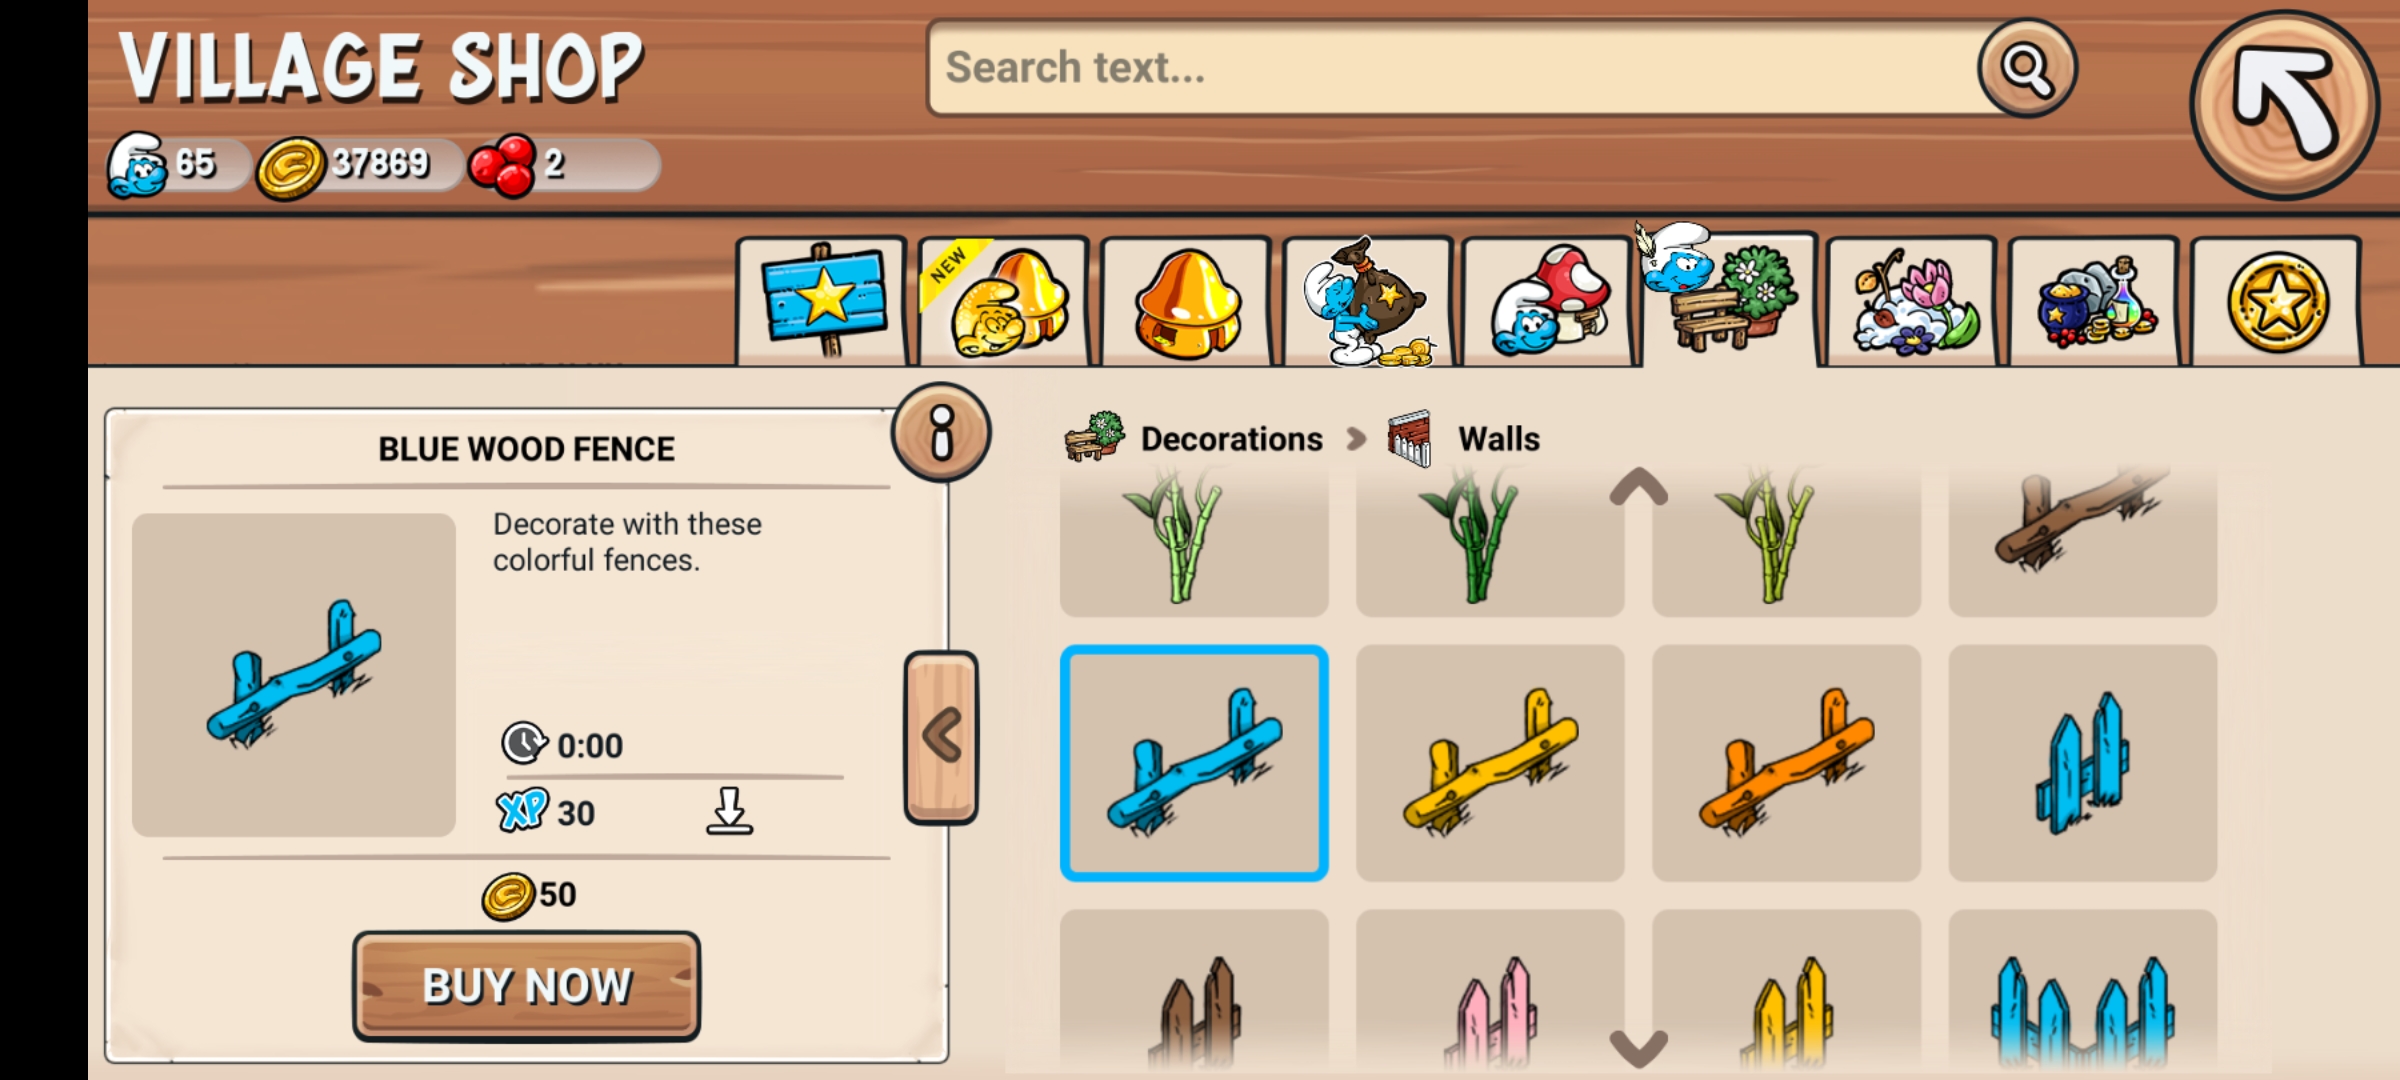 VILLAGE SHOP
Search text...
65
37869
2
NEW
BLUE WOOD FENCE
Decorate with these
colorful fences.
0:00
XP 30
50
BUY NOW
Decorations
Walls